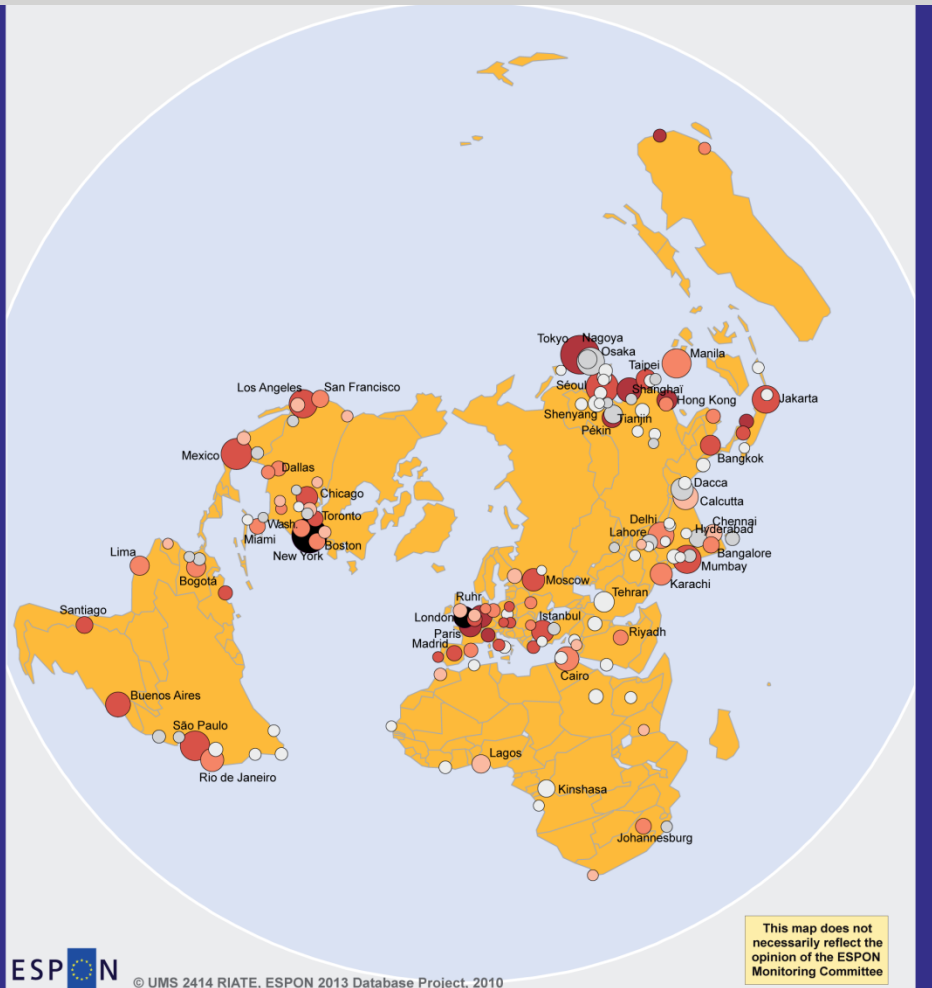 Tokyo
Nagoya
Osaka
Taipei
Manila
Séoul
Shanghaï
Hong Kong
Jakarta
Shenyang
Tianjin
Pékin
Bangkok
Los Angeles
San Francisco
Mexico
Dallas
Chicago
Toronto
Wash.
Miami
Boston
New York
Dacca
Calcutta
Delhi
Chennai
Lahore
Hyderabad
Bangalore
Mumbay
Karachi
Lima
Bogotá
Santiago
Ruhr
Moscow
London
Paris
Istanbul
Tehran
Madrid
Riyadh
Cairo
Buenos Aires
São Paulo
Rio de Janeiro
Lagos
Kinshasa
Johannesburg
This map does not
necessarily reflect the
opinion of the ESPON
Monitoring Committee
ESPON
© UMS 2414 RIATE, ESPON 2013 Database Project, 2010